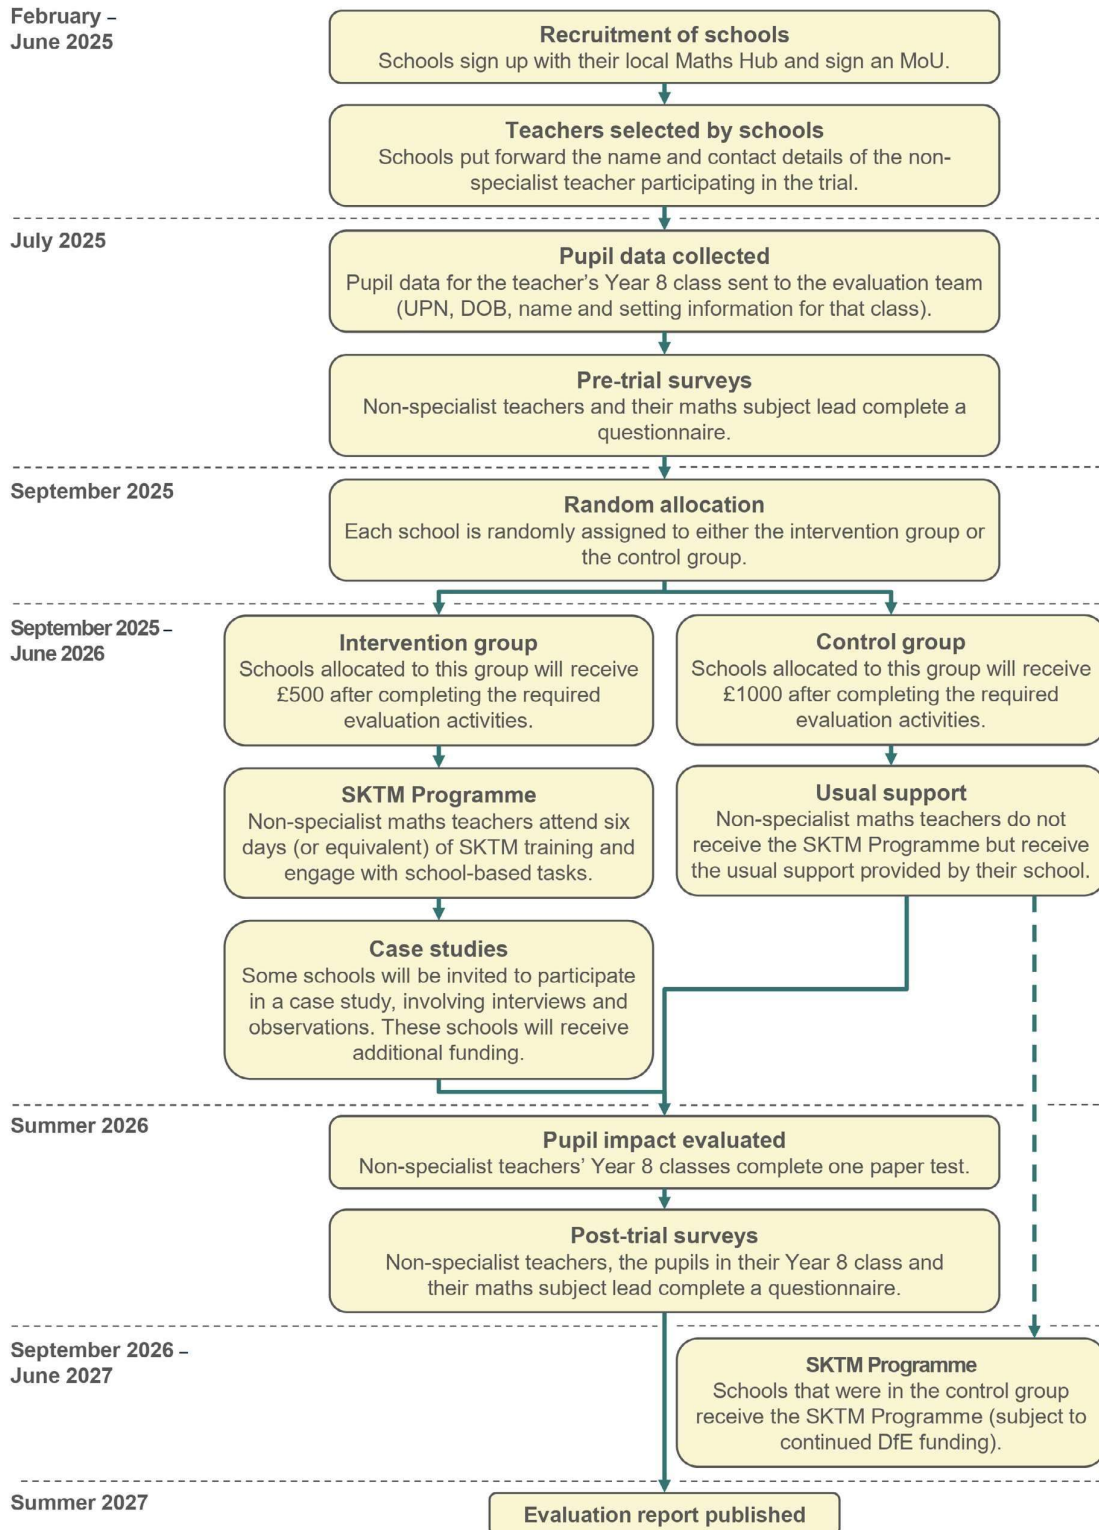 February –
June 2025
Recruitment of schools
Schools sign up with their local Maths Hub and sign an MoU.
Teachers selected by schools
Schools put forward the name and contact details of the non-
specialist teacher participating in the trial.
July 2025
Pupil data collected
Pupil data for the teacher’s Year 8 class sent to the evaluation team
(UPN, DOB, name and setting information for that class).
Pre-trial surveys
Non-specialist teachers and their maths subject lead complete a
questionnaire.
September 2025
Random allocation
Each school is randomly assigned to either the intervention group or
the control group.
September 2025 –
June 2026
Intervention group
Schools allocated to this group will receive
£500 after completing the required
evaluation activities.
Control group
Schools allocated to this group will receive
£1000 after completing the required
evaluation activities.
SKTM Programme
Non-specialist maths teachers attend six
days (or equivalent) of SKTM training and
engage with school-based tasks.
Usual support
Non-specialist maths teachers do not
receive the SKTM Programme but receive
the usual support provided by their school.
Case studies
Some schools will be invited to participate
in a case study, involving interviews and
observations. These schools will receive
additional funding.
Summer 2026
Pupil impact evaluated
Non-specialist teachers’ Year 8 classes complete one paper test.
Post-trial surveys
Non-specialist teachers, the pupils in their Year 8 class and
their maths subject lead complete a questionnaire.
September 2026 –
June 2027
SKTM Programme
Schools that were in the control group
receive the SKTM Programme (subject to
continued DfE funding).
Summer 2027
Evaluation report published